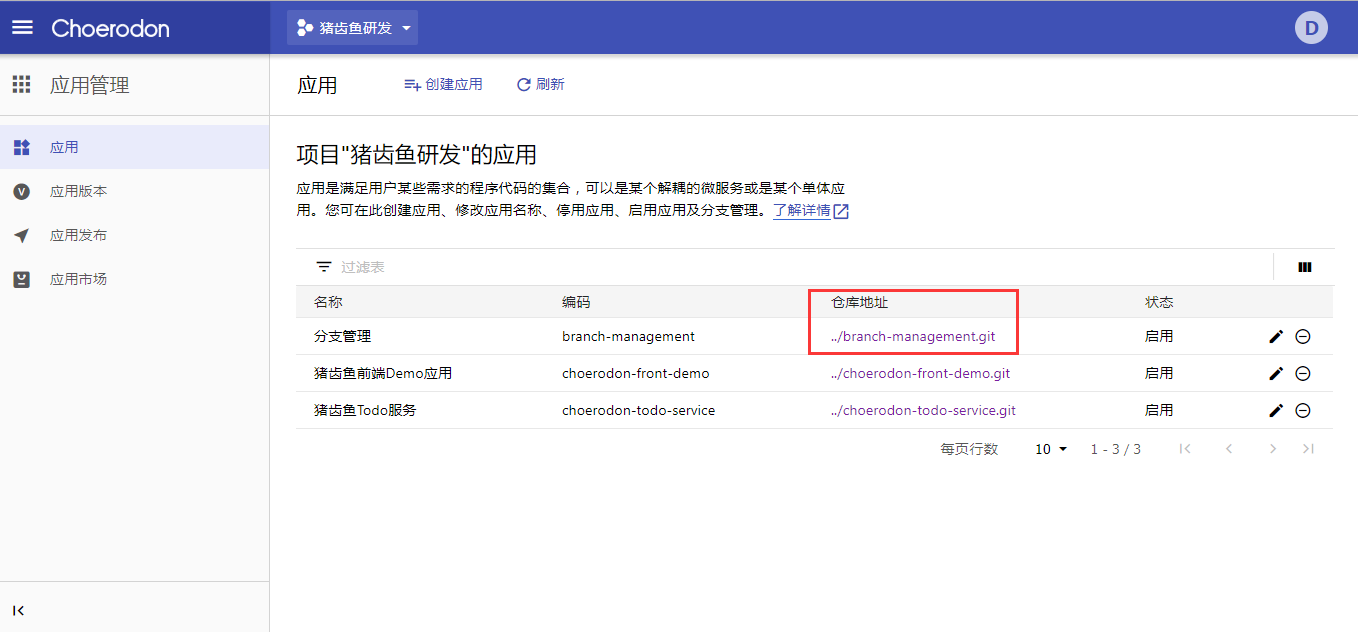 Choerodon
猪齿鱼研发
D
应用管理
应用
应用版本
应用发布
应用市场
应用
创建应用
刷新
项目"猪齿鱼研发"的应用
应用是满足用户某些需求的程序代码的集合，可以是某个解耦的微服务或是某个单体应
用。您可在此创建应用、修改应用名称、停用应用、启用应用及分支管理。了解详情
过滤表
名称 编码 仓库地址 状态
分支管理 branch-management ../branch-management.git 启用
猪齿鱼前端Demo应用 choerodon-front-demo ../choerodon-front-demo.git 启用
猪齿鱼Todo服务 choerodon-todo-service ../choerodon-todo-service.git 启用
每页行数 10 1 - 3 / 3